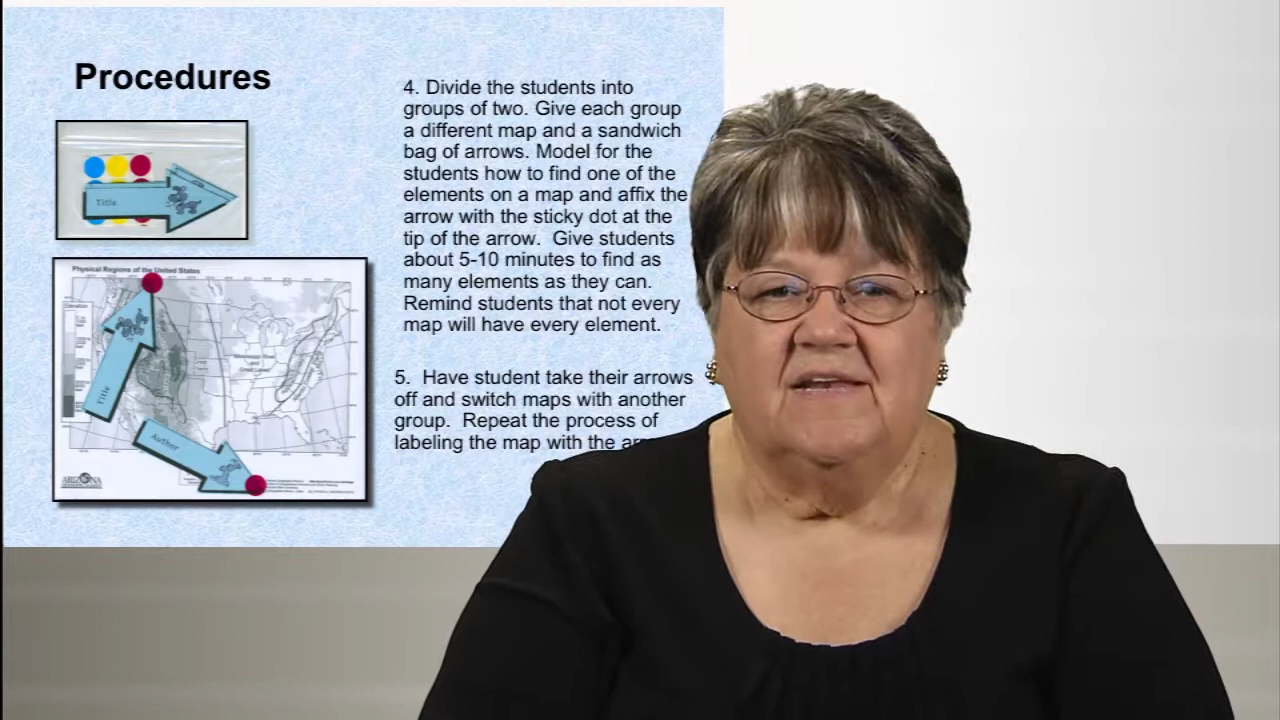 Procedures
4. Divide the students into
groups of two. Give each group
a different map and a sandwich
bag of arrows. Model for the
students how to find one of the
elements on a map and affix the
arrow with the sticky dot at the
tip of the arrow. Give students
about 5-10 minutes to find as
many elements as they can.
Remind students that not every
map will have every element.
5. Have student take their arrows
off and switch maps with another
group. Repeat the process of
labeling the map with the
Title
Physical Regions of the United States
Title
Author
ARIZONA